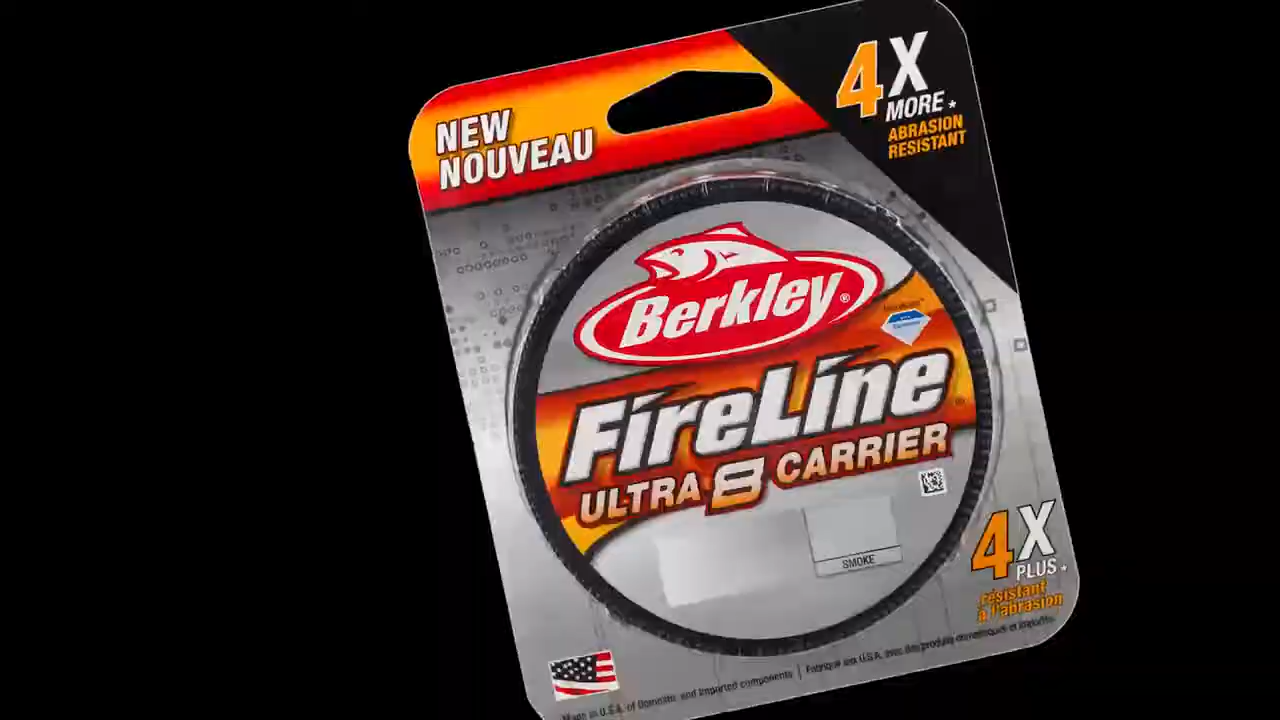 NEW
NOUVEAU
4X
MORE*
ABRASION
RESISTANT
Berkley®
FireLine®
ULTRA 8 CARRIER
SMOKE
4X
PLUS*
résistant
à l'abrasion
Made in U.S.A. of Domestic and Imported components | Fabriqué aux U.S.A. avec des produits domestiques et importés.